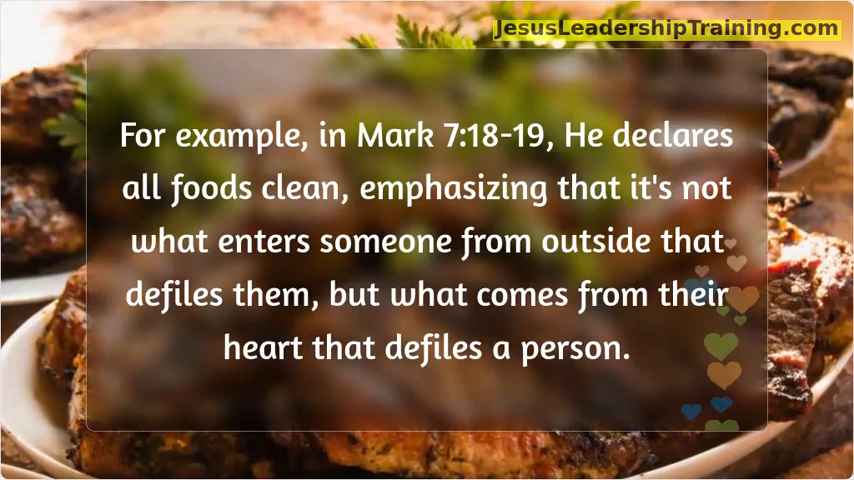 JesusLeadershipTraining.com
For example, in Mark 7:18-19, He declares
all foods clean, emphasizing that it's not
what enters someone from outside that
defiles them, but what comes from their
heart that defiles a person.